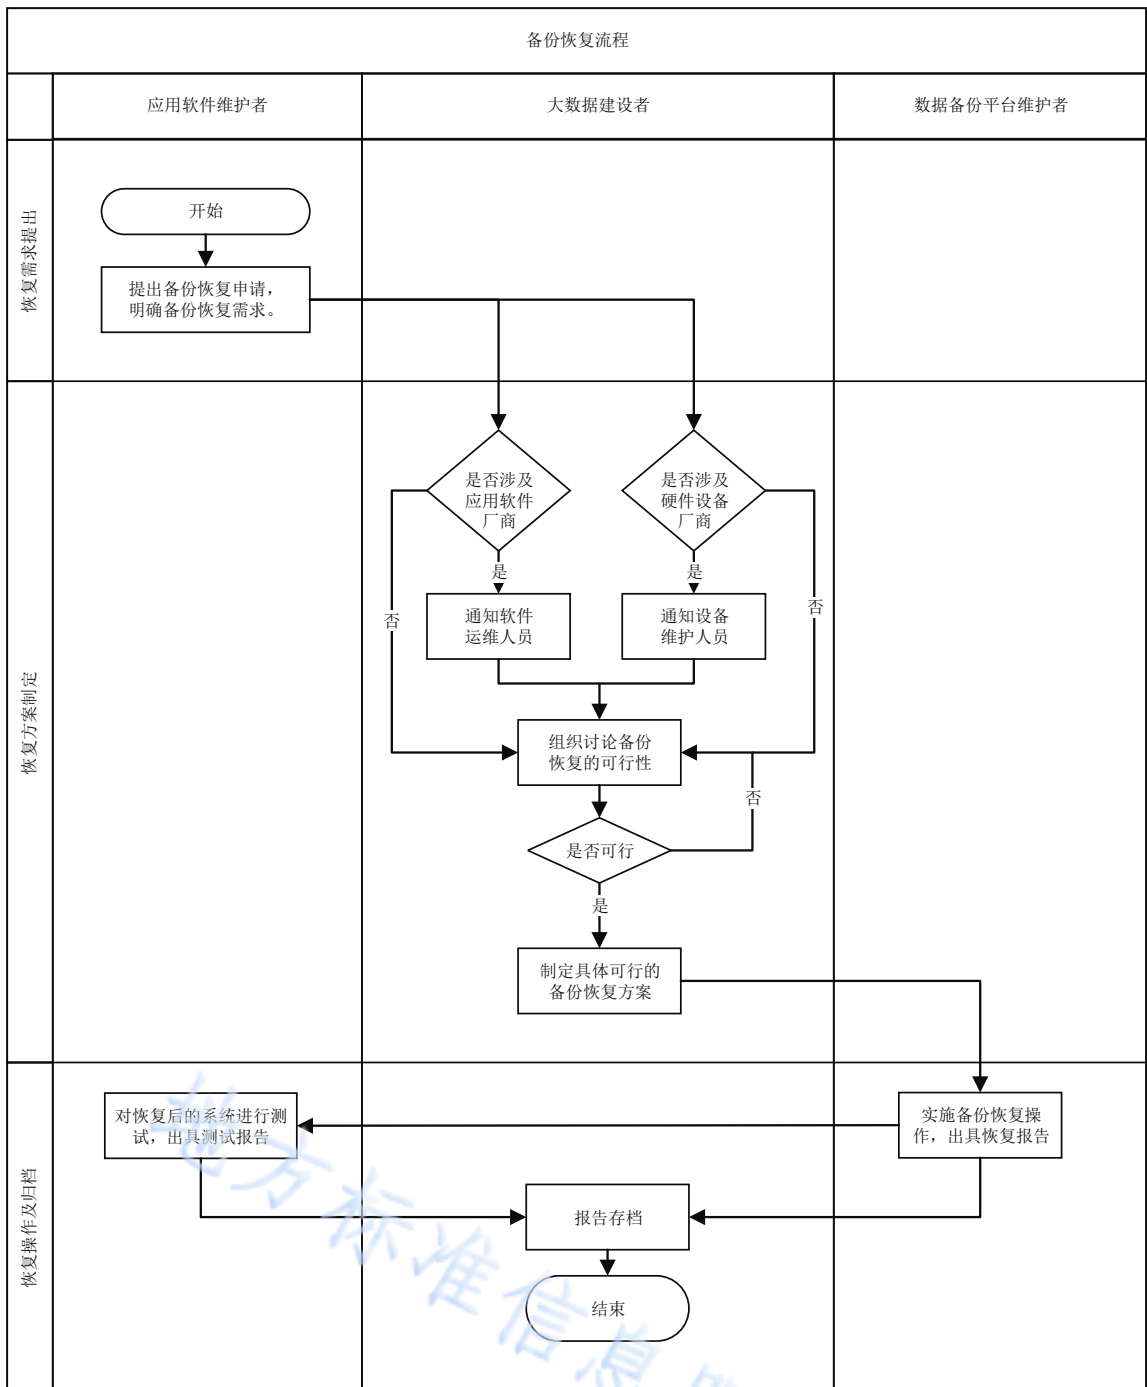 备份恢复流程
应用软件维护者
大数据建设者
数据备份平台维护者
恢复需求提出
开始
提出备份恢复申请,
明确备份恢复需求。
恢复方案制定
是否涉及
应用软件
厂商
是否涉及
硬件设备
厂商
是
是
否
否
通知软件
运维人员
通知设备
维护人员
组织讨论备份
恢复的可行性
否
是否可行
是
制定具体可行的
备份恢复方案
恢复操作及归档
对恢复后的系统进行测
试，出具测试报告
实施备份恢复操
作，出具恢复报告
报告存档
结束
地方标准信息